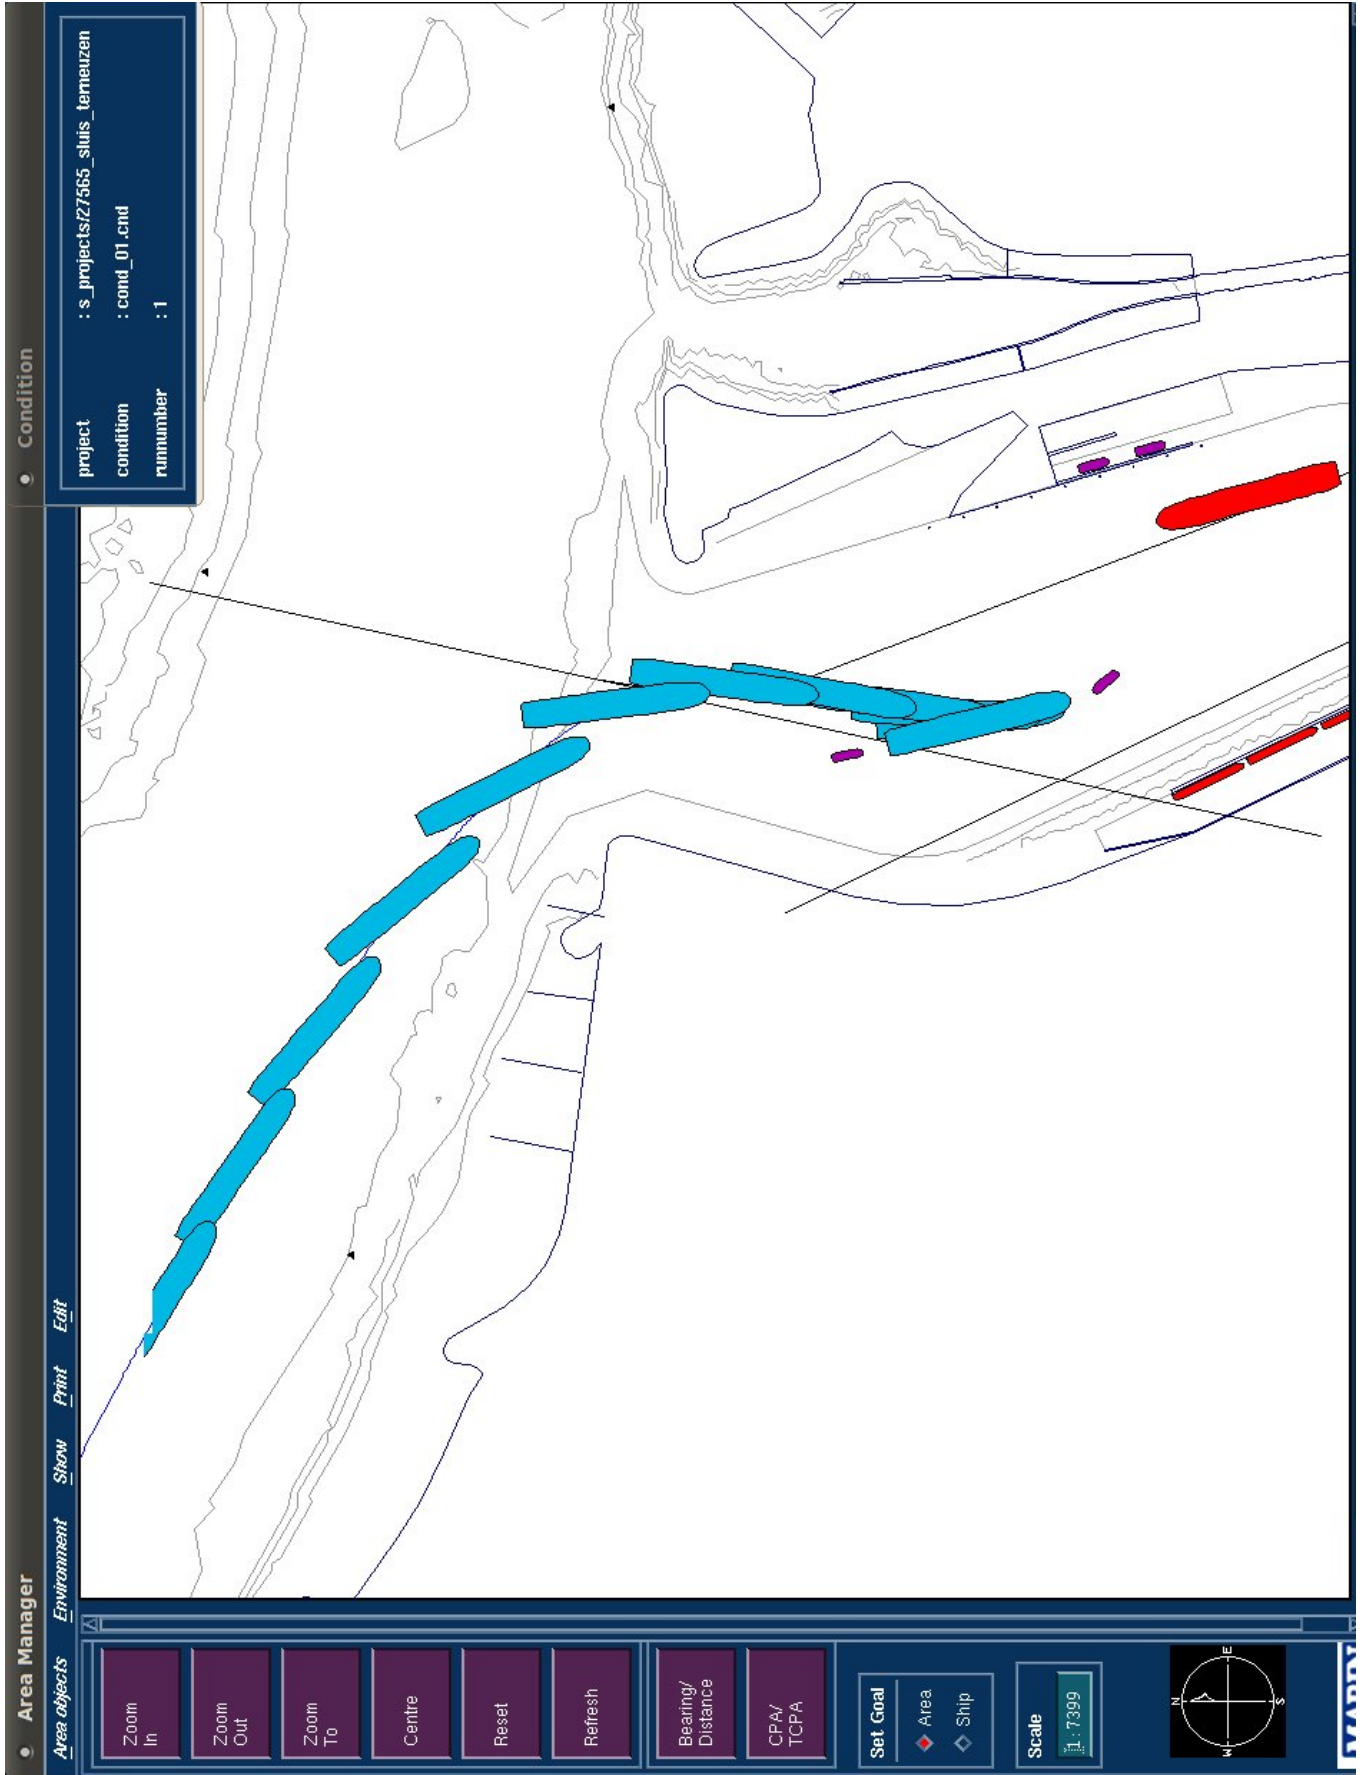 Area Manager
Condition
Area objects Environment Show Print Edit
project : s_projects/27565_sluis_terneuzen
condition : cond_01.cnd
runnumber : 1
Zoom
In
Zoom
Out
Zoom
To
Centre
Reset
Refresh
Bearing/
Distance
CPA/
TCPA
Set Goal
Area
Ship
Scale
1:7399
N
W E
S